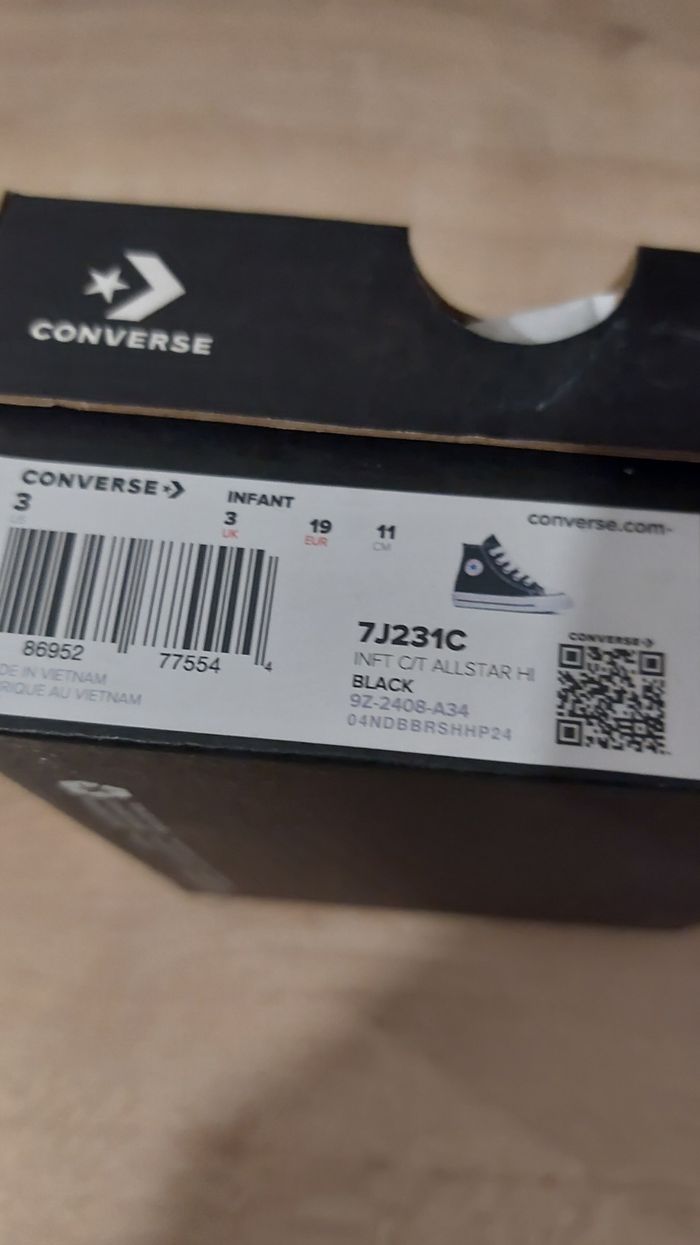 CONVERSE
CONVERSE
INFANT
converse.com
3
3
19
11
US
UK
EUR
CM
86952
77554
4
DE IN VIETNAM
RIQUE AU VIETNAM
7J231C
INFT C/T ALLSTAR HI
BLACK
9Z-2408-A34
04NDBBRSHHP24
CONVERSE